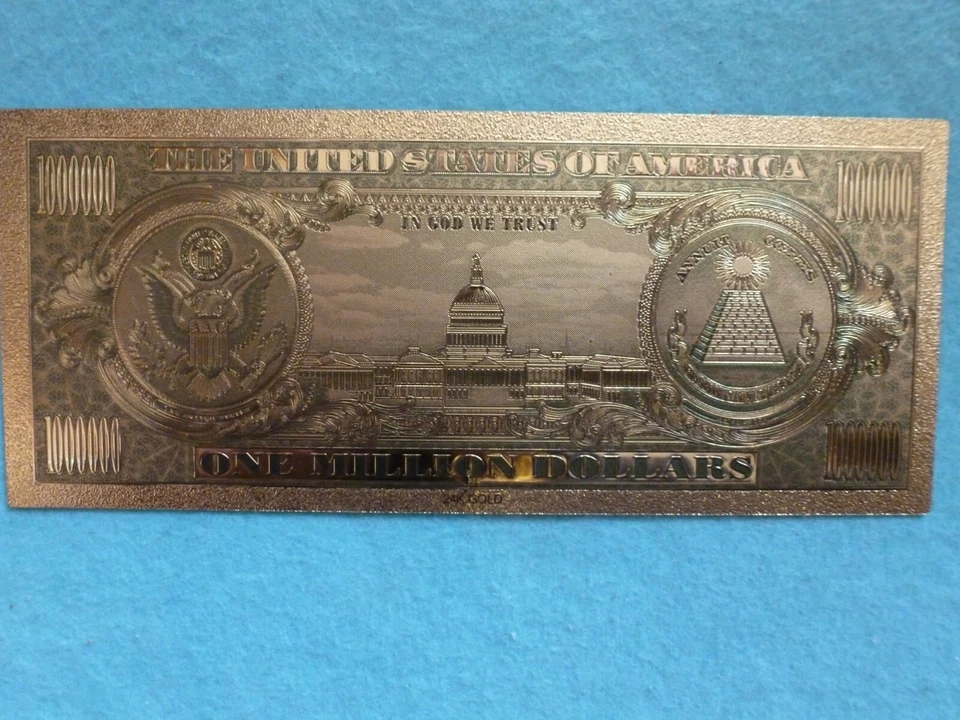 THE UNITED STATES OF AMERICA
1000000
1000000
IN GOD WE TRUST
ANNUIT COEPTIS
1000000
1000000
ONE MILLION DOLLARS
24K GOLD